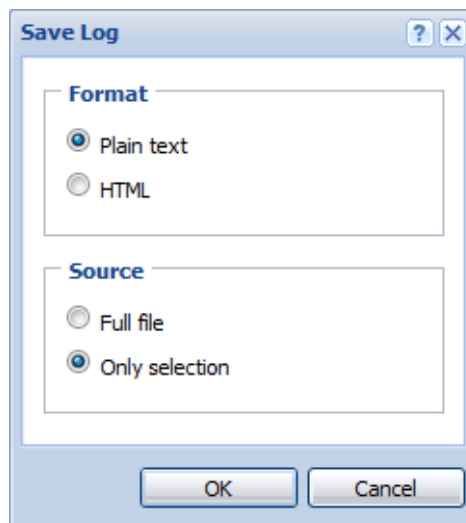 Save Log
?
Format
Plain text
HTML
Source
Full file
Only selection
OK Cancel